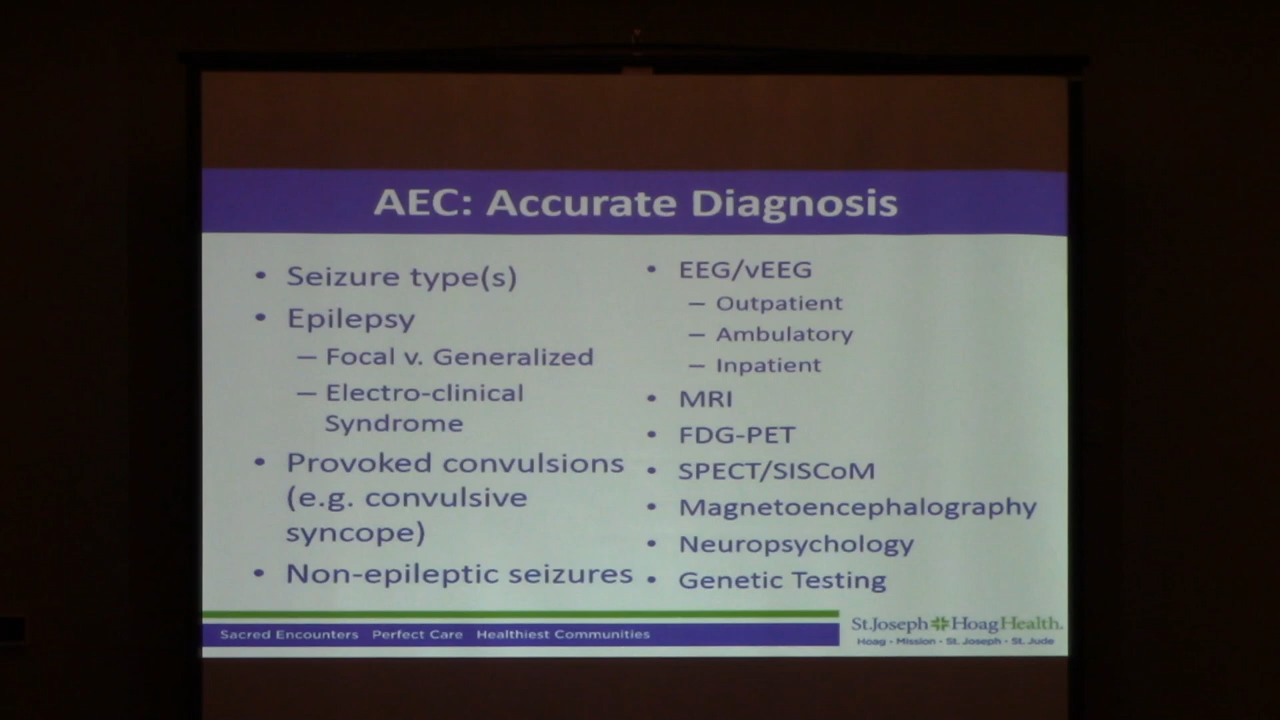 AEC: Accurate Diagnosis
• Seizure type(s)
• Epilepsy
– Focal v. Generalized
– Electro-clinical
Syndrome
• Provoked convulsions
(e.g. convulsive
syncope)
• Non-epileptic seizures
• EEG/vEEG
– Outpatient
– Ambulatory
– Inpatient
• MRI
• FDG-PET
• SPECT/SISCoM
• Magnetoencephalography
• Neuropsychology
• Genetic Testing
Sacred Encounters Perfect Care Healthiest Communities
St.Joseph HoagHealth.
Hoag • Mission • St. Joseph • St. Jude